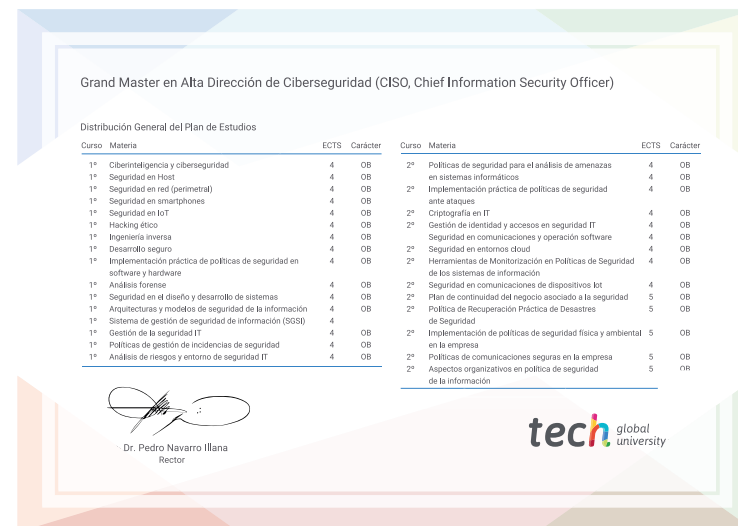 Grand Master en Alta Dirección de Ciberseguridad (CISO, Chief Information Security Officer)
Distribución General del Plan de Estudios
Curso Materia ECTS Carácter
1º Ciberinteligencia y ciberseguridad 4 OB
1º Seguridad en Host 4 OB
1º Seguridad en red (perimetral) 4 OB
1º Seguridad en smartphones 4 OB
1º Seguridad en IoT 4 OB
1º Hacking ético 4 OB
1º Ingeniería inversa 4 OB
1º Desarrollo seguro 4 OB
1º Implementación práctica de políticas de seguridad en 4 OB
software y hardware
1º Análisis forense 4 OB
1º Seguridad en el diseño y desarrollo de sistemas 4 OB
1º Arquitecturas y modelos de seguridad de la información 4 OB
1º Sistema de gestión de seguridad de información (SGSI) 4
1º Gestión de la seguridad IT 4 OB
1º Políticas de gestión de incidencias de seguridad 4 OB
1º Análisis de riesgos y entorno de seguridad IT 4 OB
Curso Materia ECTS Carácter
2º Políticas de seguridad para el análisis de amenazas 4 OB
en sistemas informáticos 4 OB
2º Implementación práctica de políticas de seguridad 4 OB
ante ataques
2º Criptografía en IT 4 OB
2º Gestión de identidad y accesos en seguridad IT 4 OB
Seguridad en comunicaciones y operación software 4 OB
2º Seguridad en entornos cloud 4 OB
2º Herramientas de Monitorización en Políticas de Seguridad 4 OB
de los sistemas de información
2º Seguridad en comunicaciones de dispositivos Iot 4 OB
2º Plan de continuidad del negocio asociado a la seguridad 5 OB
2º Política de Recuperación Práctica de Desastres 5 OB
de Seguridad
2º Implementación de políticas de seguridad física y ambiental 5 OB
en la empresa
2º Políticas de comunicaciones seguras en la empresa 5 OB
2º Aspectos organizativos en política de seguridad 5 OB
de la información
Dr. Pedro Navarro Illana
Rector
tech global
university